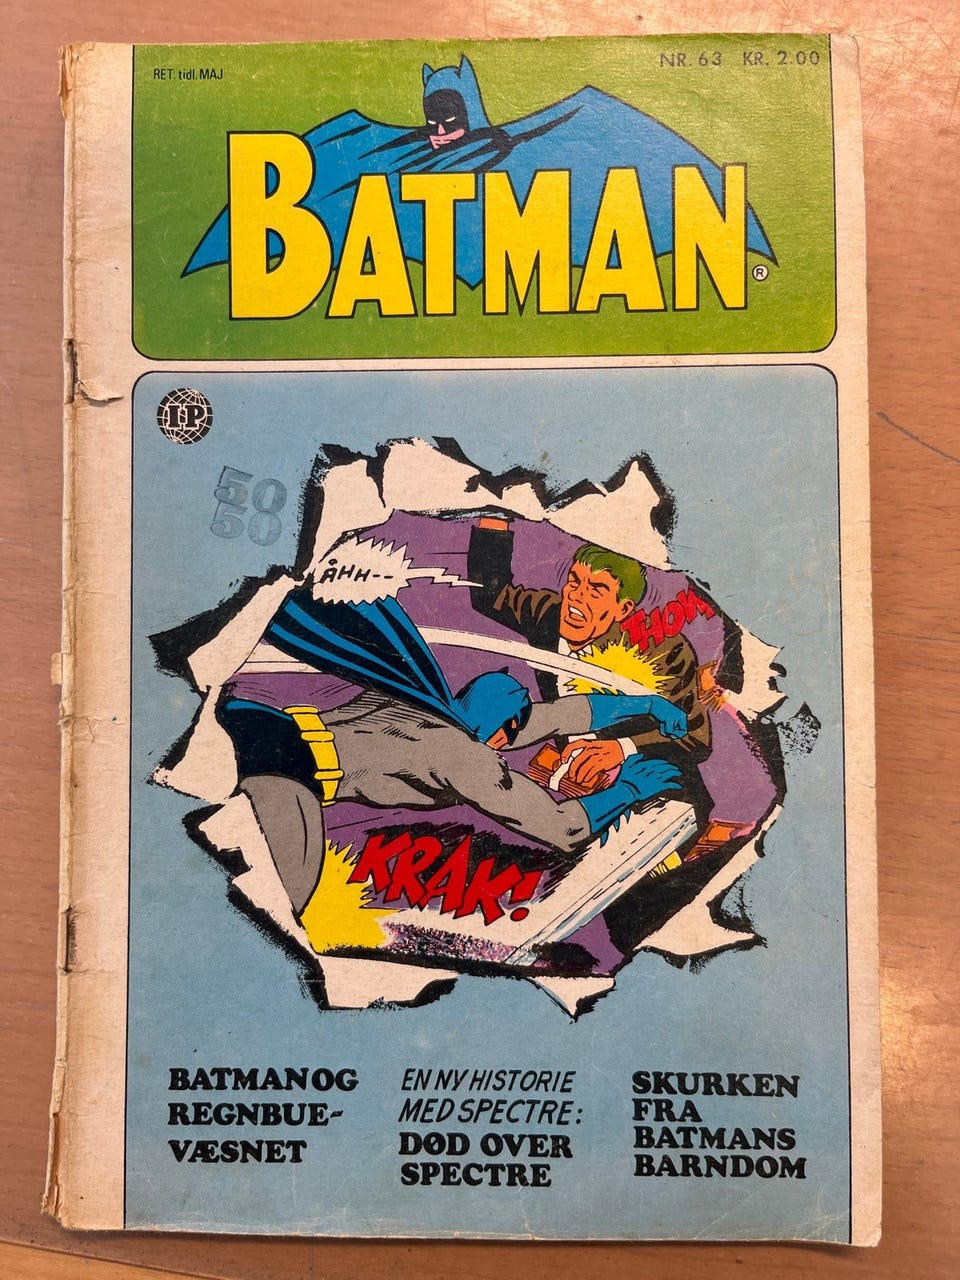 RET. tidl. MAJ
NR. 63 KR. 2.00
BATMAN
®
IP
50
50
ÅHH--
THOK
KRAK!
BATMAN OG
REGNBUE-
VÆSNET
EN NY HISTORIE
MED SPECTRE:
DØD OVER
SPECTRE
SKURKEN
FRA
BATMANS
BARNDOM